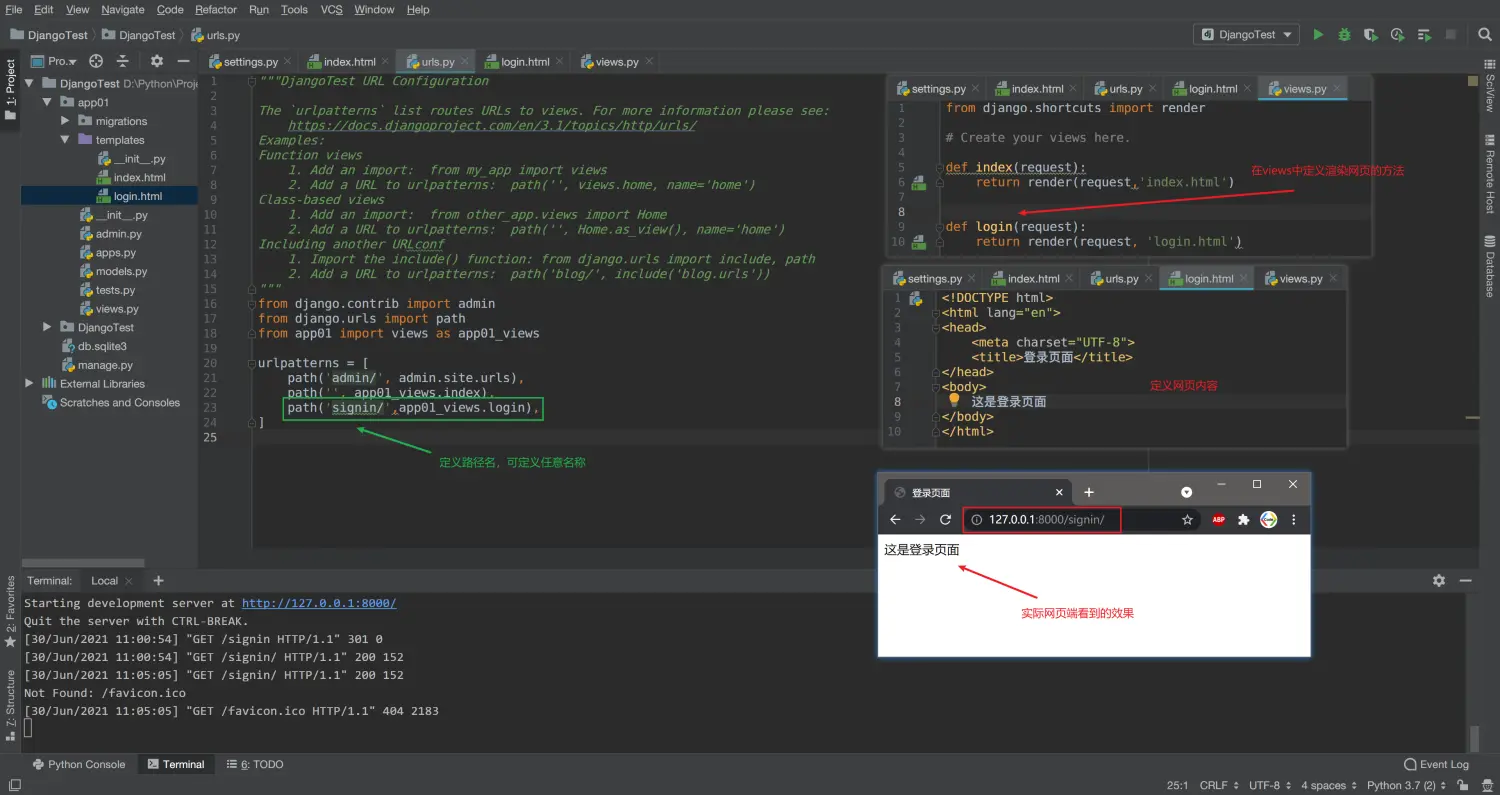 File Edit View Navigate Code Refactor Run Tools VCS Window Help
DjangoTest DjangoTest urls.py
DjangoTest
1: Project
Pro...
DjangoTest D:\Python\Proje
app01
migrations
templates
__init__.py
index.html
login.html
__init__.py
admin.py
apps.py
models.py
tests.py
views.py
DjangoTest
db.sqlite3
manage.py
External Libraries
Scratches and Consoles
settings.py index.html urls.py login.html views.py
1 """DjangoTest URL Configuration
2
3 The `urlpatterns` list routes URLs to views. For more information please see:
4 https://docs.djangoproject.com/en/3.1/topics/http/urls/
5 Examples:
6 Function views
7 1. Add an import:  from my_app import views
8 2. Add a URL to urlpatterns:  path('', views.home, name='home')
9 Class-based views
10 1. Add an import:  from other_app.views import Home
11 2. Add a URL to urlpatterns:  path('', Home.as_view(), name='home')
12 Including another URLconf
13 1. Import the include() function: from django.urls import include, path
14 2. Add a URL to urlpatterns:  path('blog/', include('blog.urls'))
15 """
16 from django.contrib import admin
17 from django.urls import path
18 from app01 import views as app01_views
19
20 urlpatterns = [
21 path('admin/', admin.site.urls),
22 path('', app01_views.index),
23 path('signin/',app01_views.login),
24 ]
25
定义路径名，可定义任意名称
settings.py index.html urls.py login.html views.py
1 from django.shortcuts import render
2
3 # Create your views here.
4
5 def index(request):
6 return render(request,'index.html')
7
8
9 def login(request):
10 return render(request, 'login.html')
在views中定义渲染网页的方法
settings.py index.html urls.py login.html views.py
1 <!DOCTYPE html>
2 <html lang="en">
3 <head>
4 <meta charset="UTF-8">
5 <title>登录页面</title>
6 </head>
7 <body>
8 这是登录页面
9 </body>
10 </html>
定义网页内容
登录页面
127.0.0.1:8000/signin/
ABP
这是登录页面
实际网页端看到的效果
SciView
Remote Host
Database
2: Favorites
7: Structure
Terminal: Local
Starting development server at http://127.0.0.1:8000/
Quit the server with CTRL-BREAK.
[30/Jun/2021 11:00:54] "GET /signin HTTP/1.1" 301 0
[30/Jun/2021 11:00:54] "GET /signin/ HTTP/1.1" 200 152
[30/Jun/2021 11:05:05] "GET /signin/ HTTP/1.1" 200 152
Not Found: /favicon.ico
[30/Jun/2021 11:05:05] "GET /favicon.ico HTTP/1.1" 404 2183
Python Console Terminal 6: TODO Event Log
25:1 CRLF UTF-8 4 spaces Python 3.7 (2)